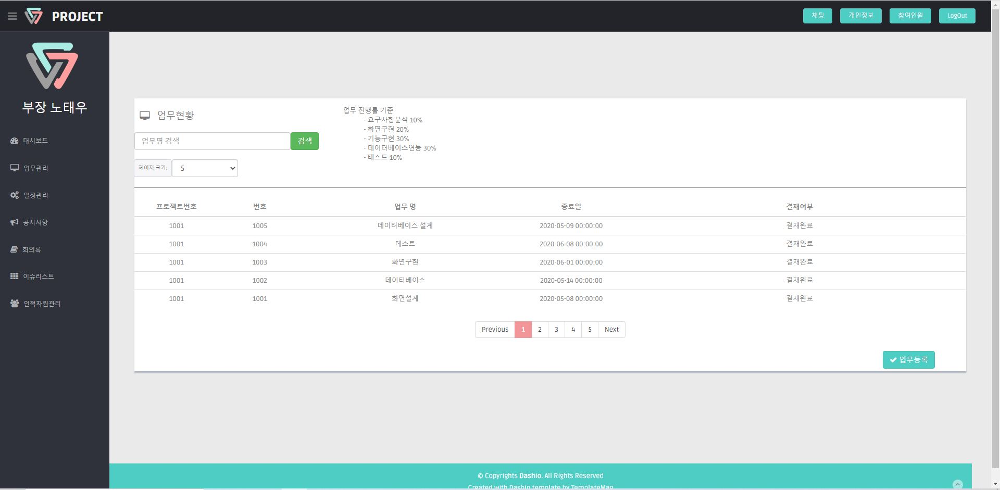 PROJECT
채팅
개인정보
참여인원
LogOut
부장 노태우
대시보드
업무관리
일정관리
공지사항
회의록
이슈리스트
인적자원관리
업무현황
업무명 검색
검색
페이지 크기:
5
업무 진행률 기준
- 요구사항분석 10%
- 화면구현 20%
- 기능구현 30%
- 데이터베이스연동 30%
- 테스트 10%
프로젝트번호 번호 업무 명 종료일 결재여부
1001 1005 데이터베이스 설계 2020-05-09 00:00:00 결재완료
1001 1004 테스트 2020-06-08 00:00:00 결재완료
1001 1003 화면구현 2020-06-01 00:00:00 결재완료
1001 1002 데이터베이스 2020-05-14 00:00:00 결재완료
1001 1001 화면설계 2020-05-08 00:00:00 결재완료
Previous 1 2 3 4 5 Next
업무등록
© Copyrights Dashio. All Rights Reserved
Created with Dashio template by TemplateMag